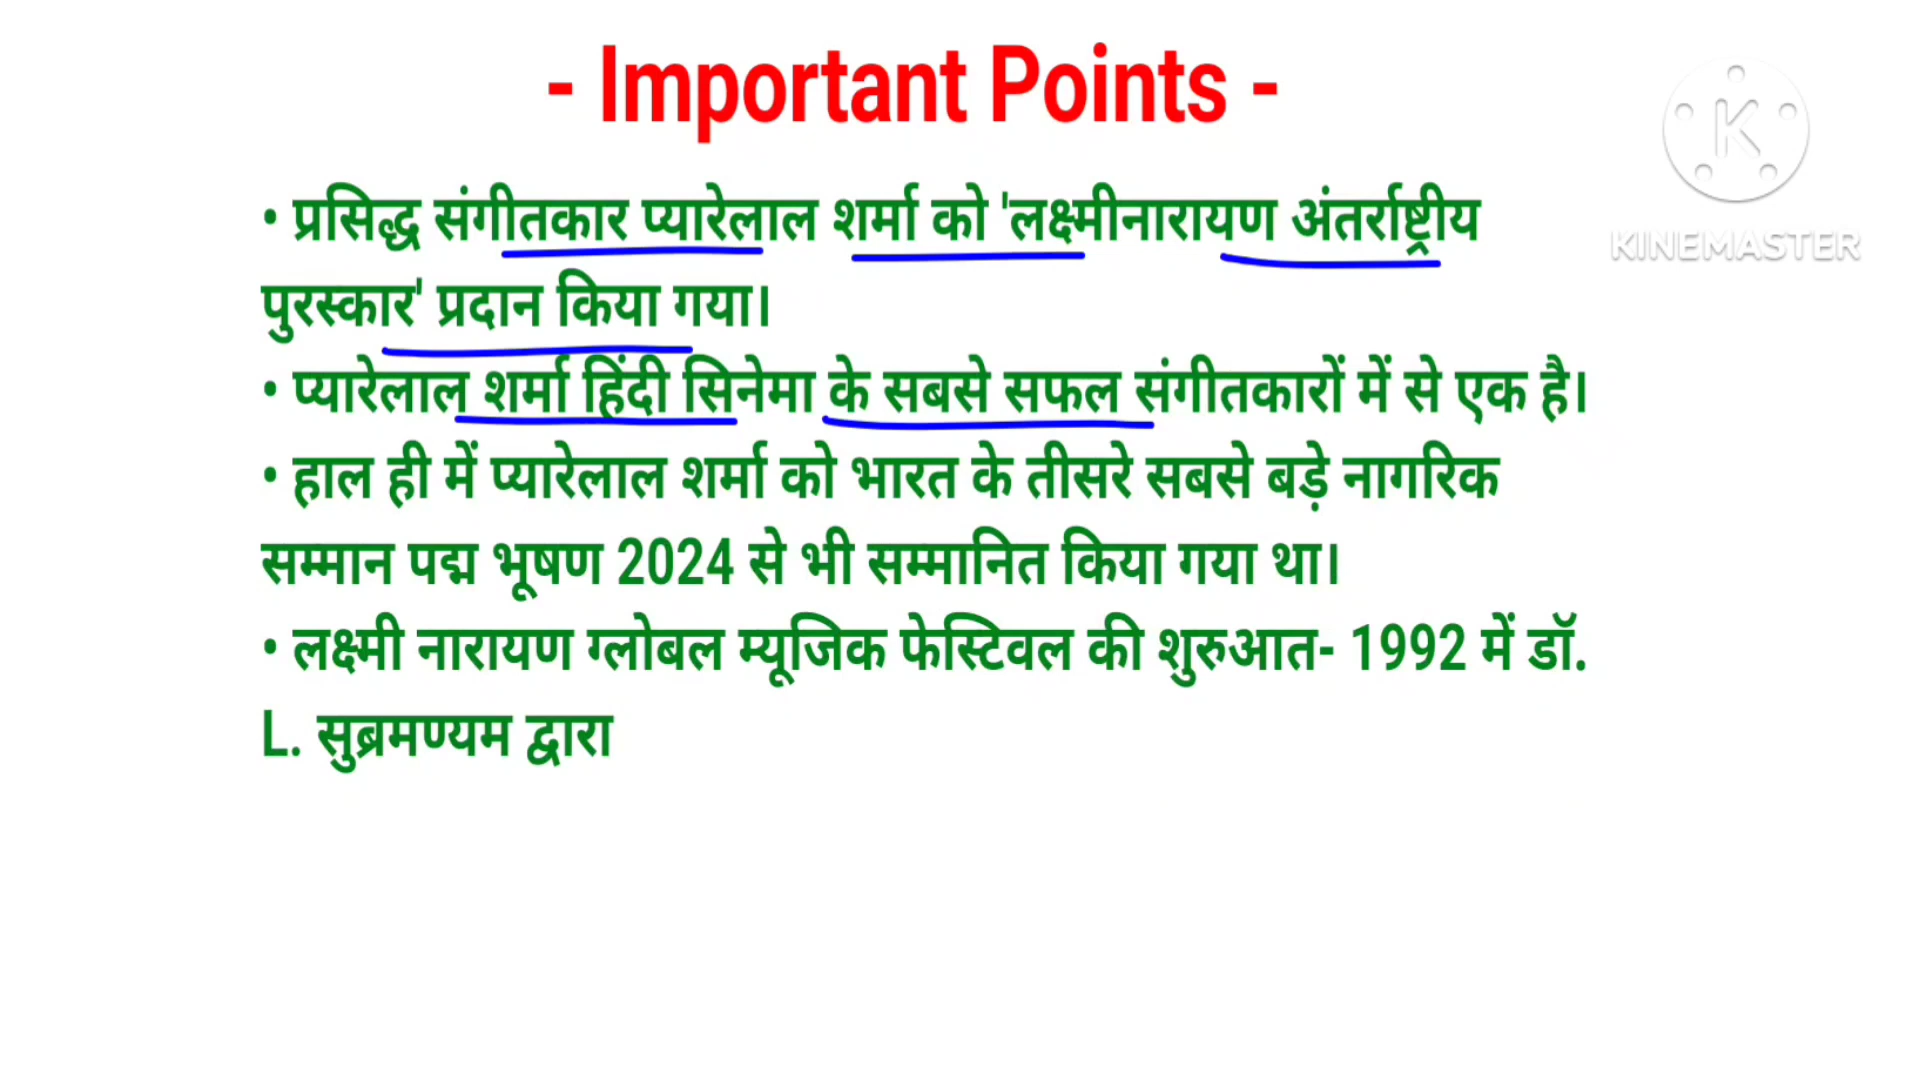 - Important Points -
• प्रसिद्ध संगीतकार प्यारेलाल शर्मा को 'लक्ष्मीनारायण अंतर्राष्ट्रीय
पुरस्कार' प्रदान किया गया।
• प्यारेलाल शर्मा हिंदी सिनेमा के सबसे सफल संगीतकारों में से एक है।
• हाल ही में प्यारेलाल शर्मा को भारत के तीसरे सबसे बड़े नागरिक
सम्मान पद्म भूषण 2024 से भी सम्मानित किया गया था।
• लक्ष्मी नारायण ग्लोबल म्यूजिक फेस्टिवल की शुरुआत- 1992 में डॉ.
L. सुब्रमण्यम द्वारा
K
KINEMASTER